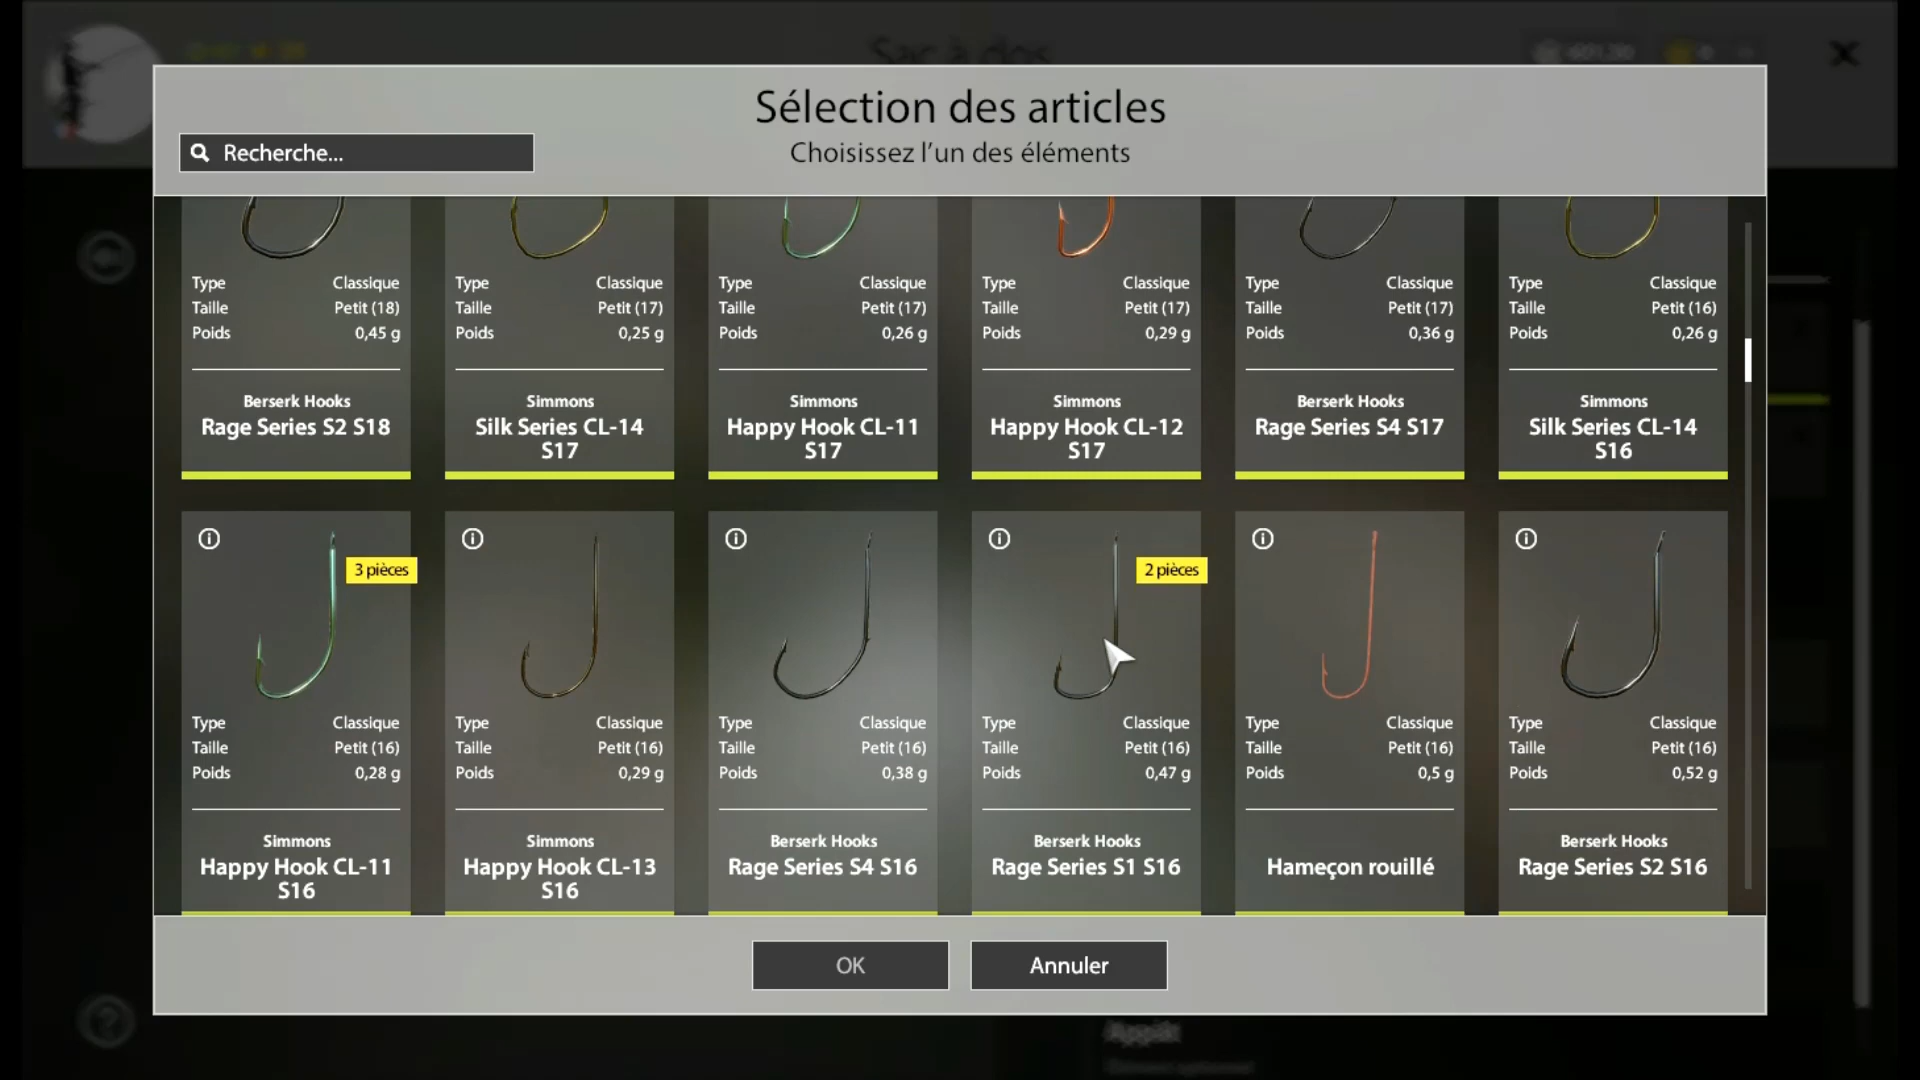 Sac à dos
Sélection des articles
Recherche...
Choisissez l'un des éléments
Type Classique
Taille Petit (18)
Poids 0,45 g
Berserk Hooks
Rage Series S2 S18
Type Classique
Taille Petit (17)
Poids 0,25 g
Simmons
Silk Series CL-14
S17
Type Classique
Taille Petit (17)
Poids 0,26 g
Simmons
Happy Hook CL-11
S17
Type Classique
Taille Petit (17)
Poids 0,29 g
Simmons
Happy Hook CL-12
S17
Type Classique
Taille Petit (17)
Poids 0,36 g
Berserk Hooks
Rage Series S4 S17
Type Classique
Taille Petit (16)
Poids 0,26 g
Simmons
Silk Series CL-14
S16
3 pièces
Type Classique
Taille Petit (16)
Poids 0,28 g
Simmons
Happy Hook CL-11
S16
Type Classique
Taille Petit (16)
Poids 0,29 g
Simmons
Happy Hook CL-13
S16
Type Classique
Taille Petit (16)
Poids 0,38 g
Berserk Hooks
Rage Series S4 S16
2 pièces
Type Classique
Taille Petit (16)
Poids 0,47 g
Berserk Hooks
Rage Series S1 S16
Type Classique
Taille Petit (16)
Poids 0,5 g
Hameçon rouillé
Type Classique
Taille Petit (16)
Poids 0,52 g
Berserk Hooks
Rage Series S2 S16
OK
Annuler